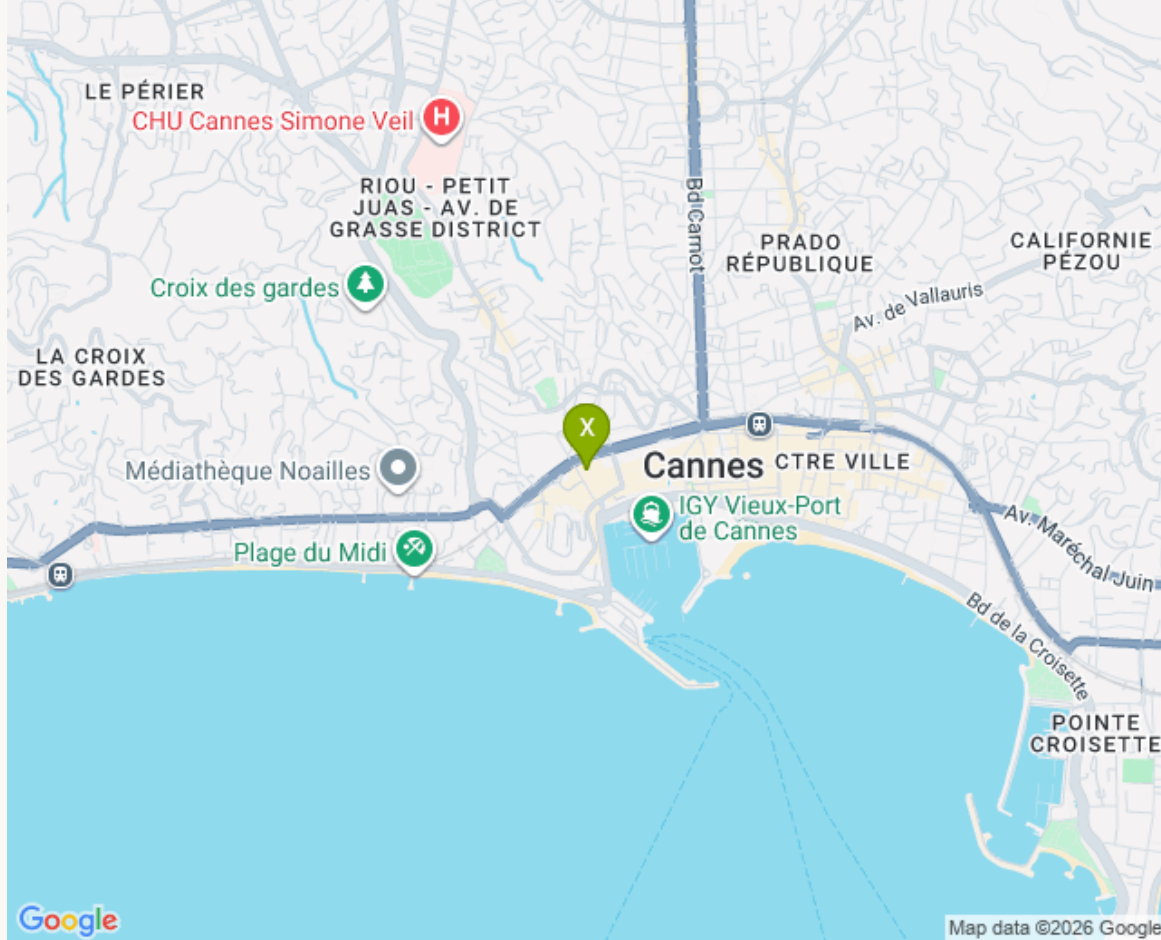 LE PÉRIER
CHU Cannes Simone Veil
H
RIOU - PETIT
JUAS - AV. DE
GRASSE DISTRICT
Bd Carnot
PRADO
RÉPUBLIQUE
CALIFORNIE
PÉZOU
Croix des gardes
Av. de Vallauris
LA CROIX
DES GARDES
X
Médiathèque Noailles
Cannes
CTRE VILLE
IGY Vieux-Port
de Cannes
Plage du Midi
Av. Maréchal Juin
Bd de la Croisette
POINTE
CROISETTE
Google
Map data ©2026 Google